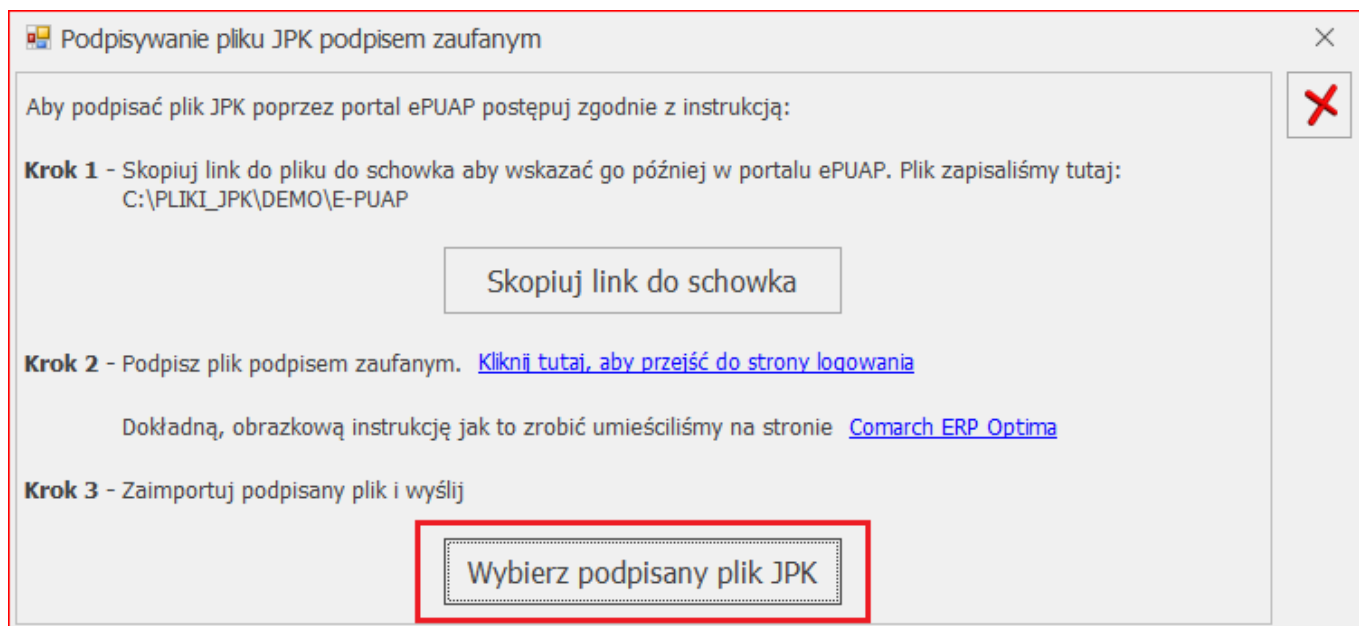 Podpisywanie pliku JPK podpisem zaufanym
Aby podpisać plik JPK poprzez portal ePUAP postępuj zgodnie z instrukcją:
Krok 1 - Skopiuj link do pliku do schowka aby wskazać go później w portalu ePUAP. Plik zapisaliśmy tutaj:
C:\PLIKI_JPK\DEMO\E-PUAP
Skopiuj link do schowka
Krok 2 - Podpisz plik podpisem zaufanym. Kliknij tutaj, aby przejść do strony logowania
Dokładną, obrazkową instrukcję jak to zrobić umieściliśmy na stronie Comarch ERP Optima
Krok 3 - Zaimportuj podpisany plik i wyślij
Wybierz podpisany plik JPK